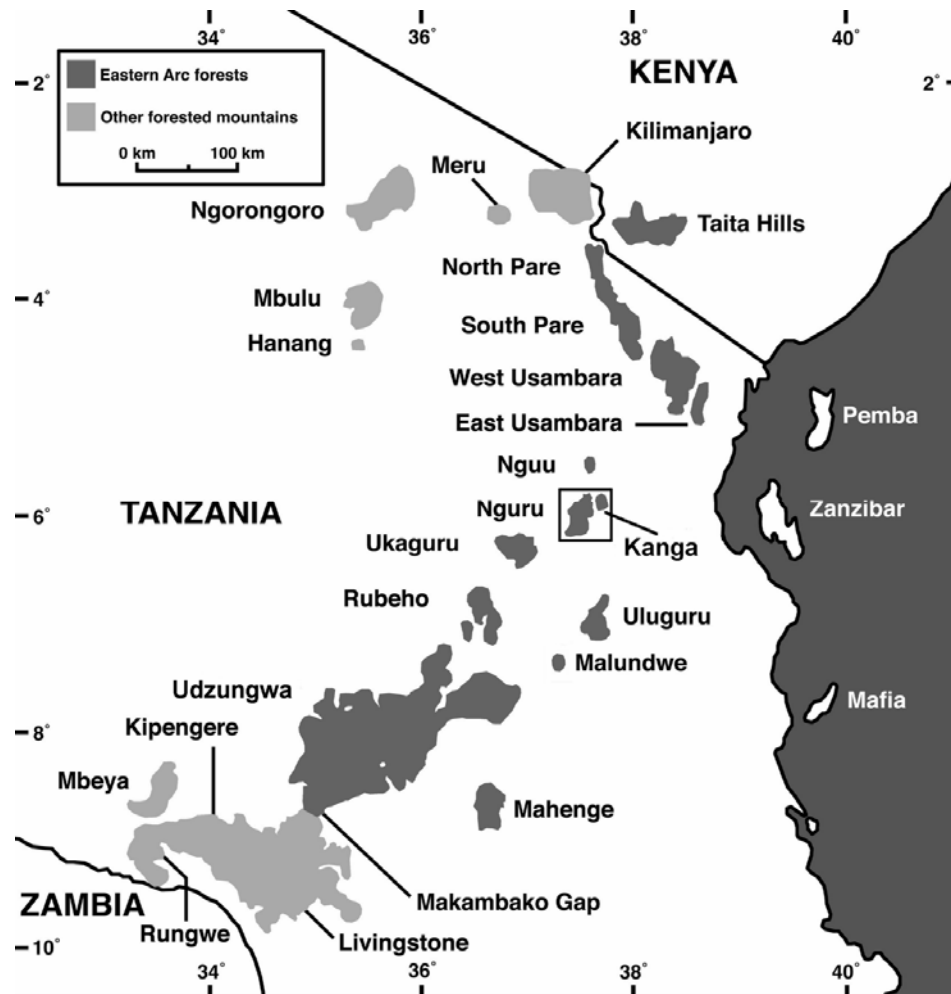 34° 36° 38° 40°
KENYA
2° 2°
Eastern Arc forests
Other forested mountains
0 km 100 km
Kilimanjaro
Meru
Ngorongoro
Taita Hills
North Pare
4°
Mbulu
South Pare
Hanang
West Usambara
East Usambara
Pemba
Nguu
TANZANIA
6°
Nguru
Zanzibar
Ukaguru
Kanga
Rubeho
Uluguru
Malundwe
Udzungwa
Mafia
Kipengere
8°
Mbeya
Mahenge
ZAMBIA
Makambako Gap
Rungwe
Livingstone
10°
34° 36° 38° 40°